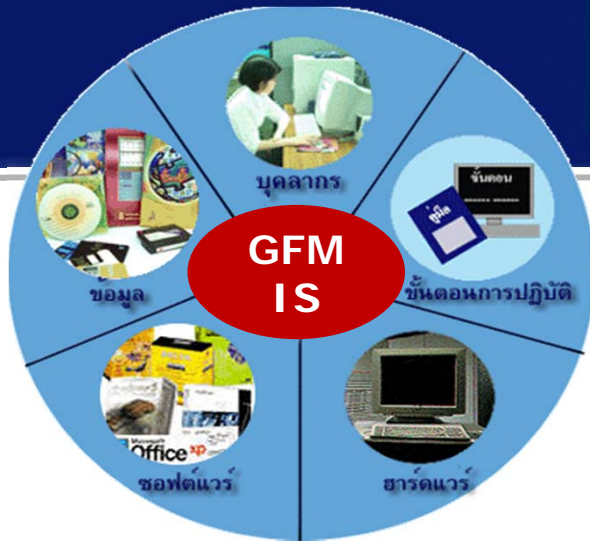 บุคลากร
ขั้นตอน
คู่มือ
ข้อมูล
GFM
IS
ขั้นตอนการปฏิบัติ
Microsoft
Office xp
ซอฟต์แวร์
ฮาร์ดแวร์